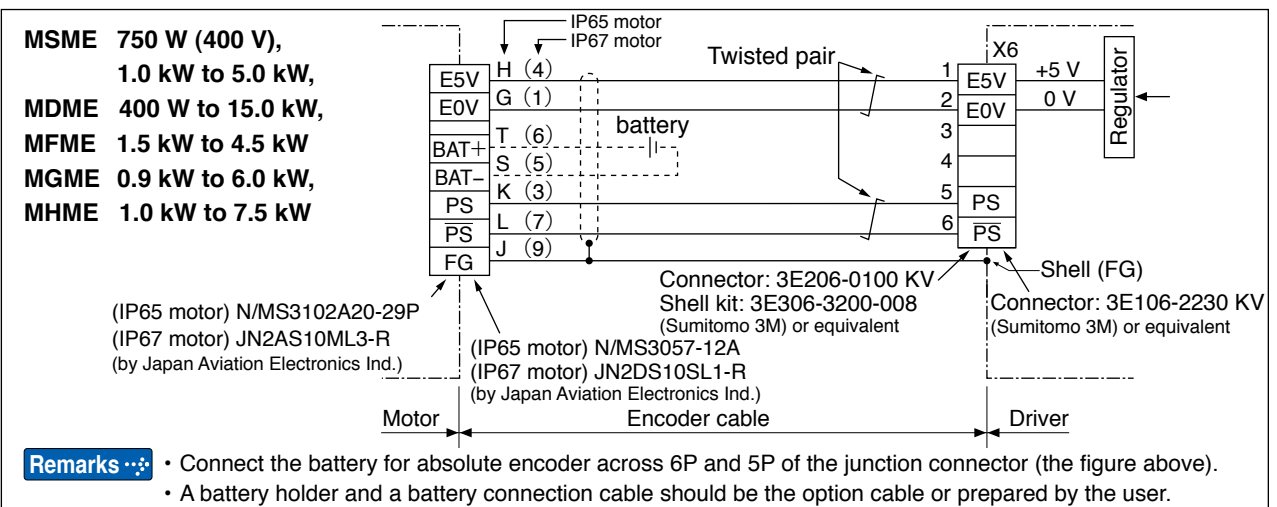 MSME 750 W (400 V),
1.0 kW to 5.0 kW,
MDME 400 W to 15.0 kW,
MFME 1.5 kW to 4.5 kW
MGME 0.9 kW to 6.0 kW,
MHME 1.0 kW to 7.5 kW
IP65 motor
IP67 motor
Twisted pair
X6
E5V H (4) 1 E5V +5 V
E0V G (1) 2 E0V 0 V
Regulator
T (6) battery 3
BAT+
S (5) 4
BAT−
K (3) 5
PS PS
L (7) 6
P̅S̅ P̅S̅
J (9)
FG
Shell (FG)
Connector: 3E206-0100 KV
Shell kit: 3E306-3200-008
(Sumitomo 3M) or equivalent
Connector: 3E106-2230 KV
(Sumitomo 3M) or equivalent
(IP65 motor) N/MS3102A20-29P
(IP67 motor) JN2AS10ML3-R
(by Japan Aviation Electronics Ind.)
(IP65 motor) N/MS3057-12A
(IP67 motor) JN2DS10SL1-R
(by Japan Aviation Electronics Ind.)
Motor Encoder cable Driver
Remarks • Connect the battery for absolute encoder across 6P and 5P of the junction connector (the figure above).
• A battery holder and a battery connection cable should be the option cable or prepared by the user.